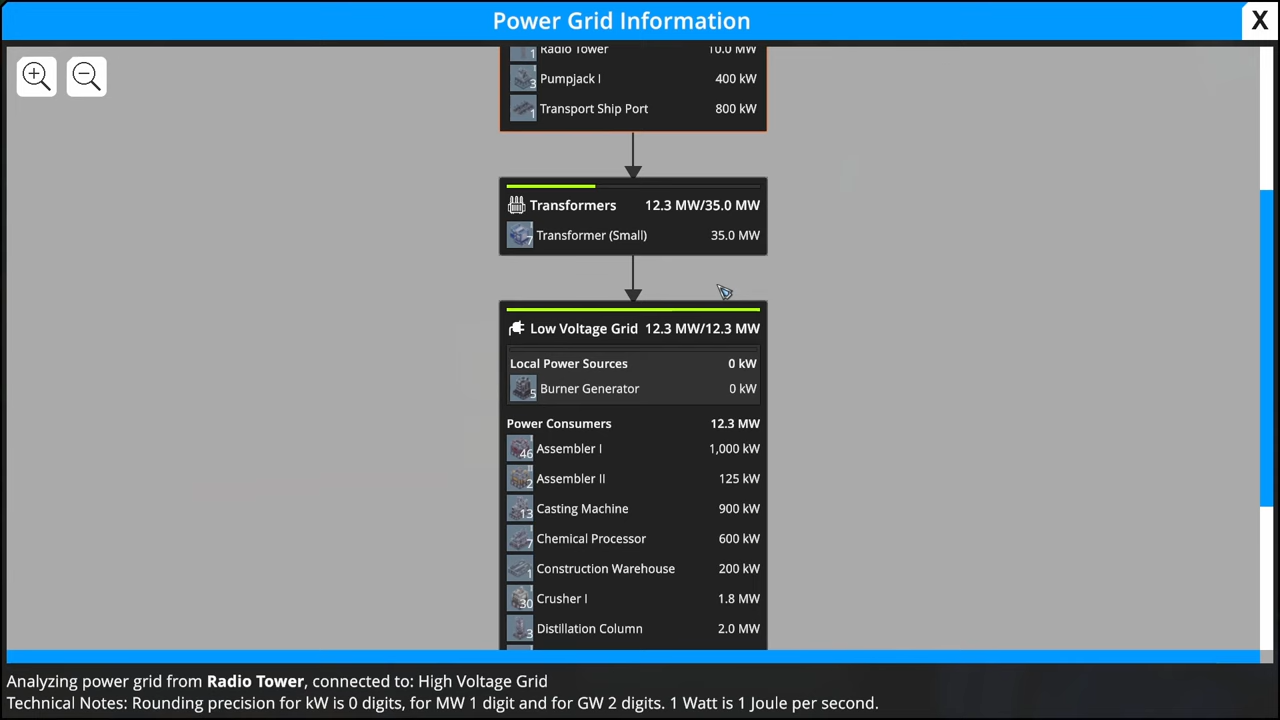 Power Grid Information
X
1 Radio Tower 10.0 MW
3 Pumpjack I 400 kW
1 Transport Ship Port 800 kW
Transformers 12.3 MW/35.0 MW
7 Transformer (Small) 35.0 MW
Low Voltage Grid 12.3 MW/12.3 MW
Local Power Sources 0 kW
5 Burner Generator 0 kW
Power Consumers 12.3 MW
46 Assembler I 1,000 kW
2 Assembler II 125 kW
13 Casting Machine 900 kW
7 Chemical Processor 600 kW
1 Construction Warehouse 200 kW
30 Crusher I 1.8 MW
3 Distillation Column 2.0 MW
Analyzing power grid from Radio Tower, connected to: High Voltage Grid
Technical Notes: Rounding precision for kW is 0 digits, for MW 1 digit and for GW 2 digits. 1 Watt is 1 Joule per second.